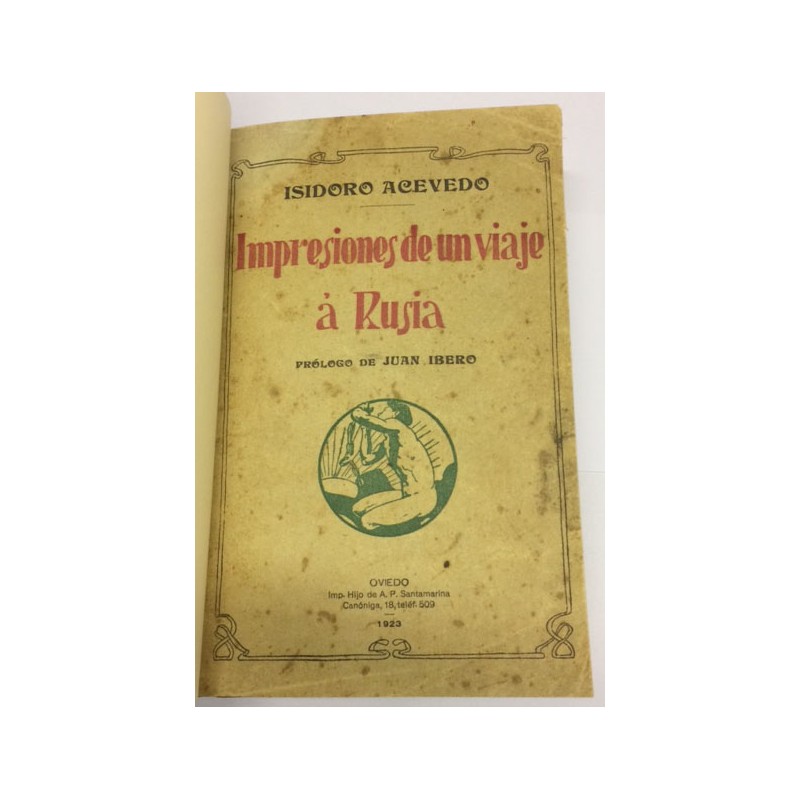 ISIDORO ACEVEDO
Impresiones de un viaje
à Rusia
PRÓLOGO DE JUAN IBERO
OVIEDO
Imp. Hijo de A. P. Santamarina
Canóniga, 18, teléf. 509
1923